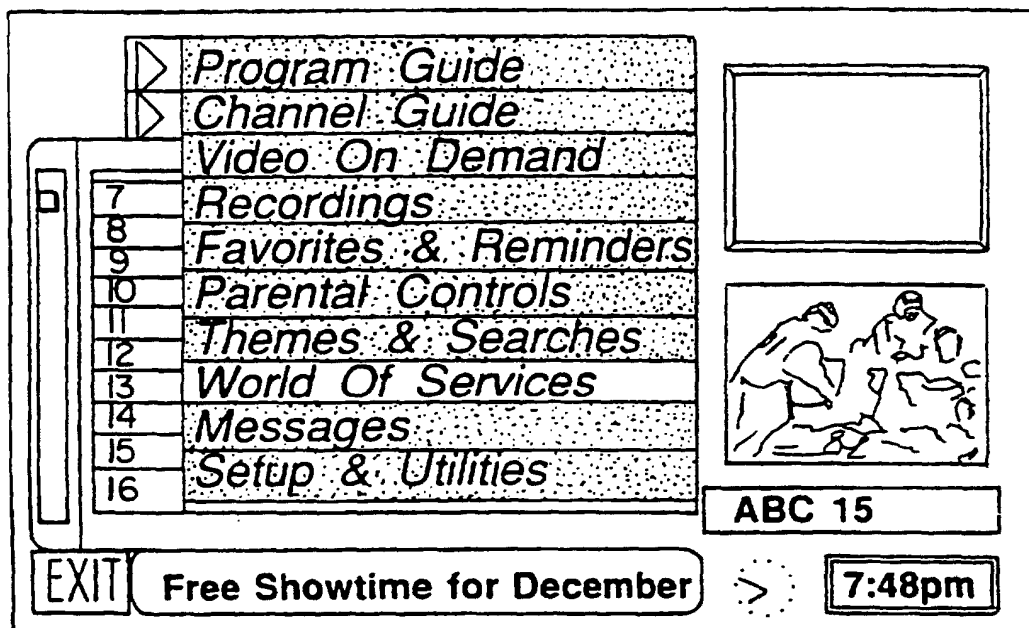 Program Guide
Channel Guide
Video On Demand
7 Recordings
8 Favorites & Reminders
9
10 Parental Controls
11 Themes & Searches
12
13 World Of Services
14 Messages
15 Setup & Utilities
16
ABC 15
EXIT Free Showtime for December 7:48pm